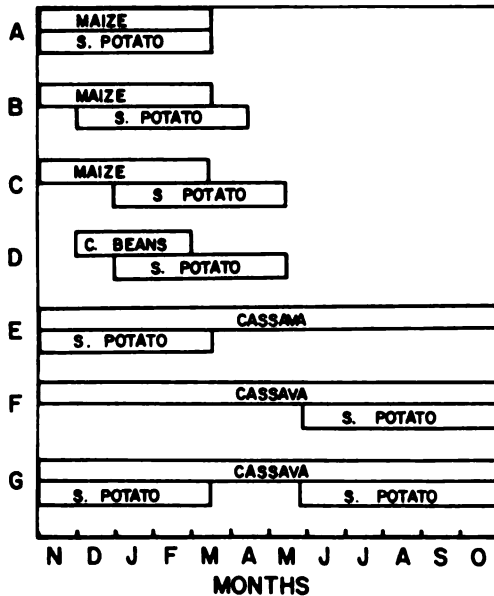 A
MAIZE
S. POTATO
B
MAIZE
S. POTATO
C
MAIZE
S POTATO
D
C. BEANS
S. POTATO
E
CASSAVA
S. POTATO
F
CASSAVA
S. POTATO
G
CASSAVA
S. POTATO S. POTATO
N D J F M A M J J A S O
MONTHS